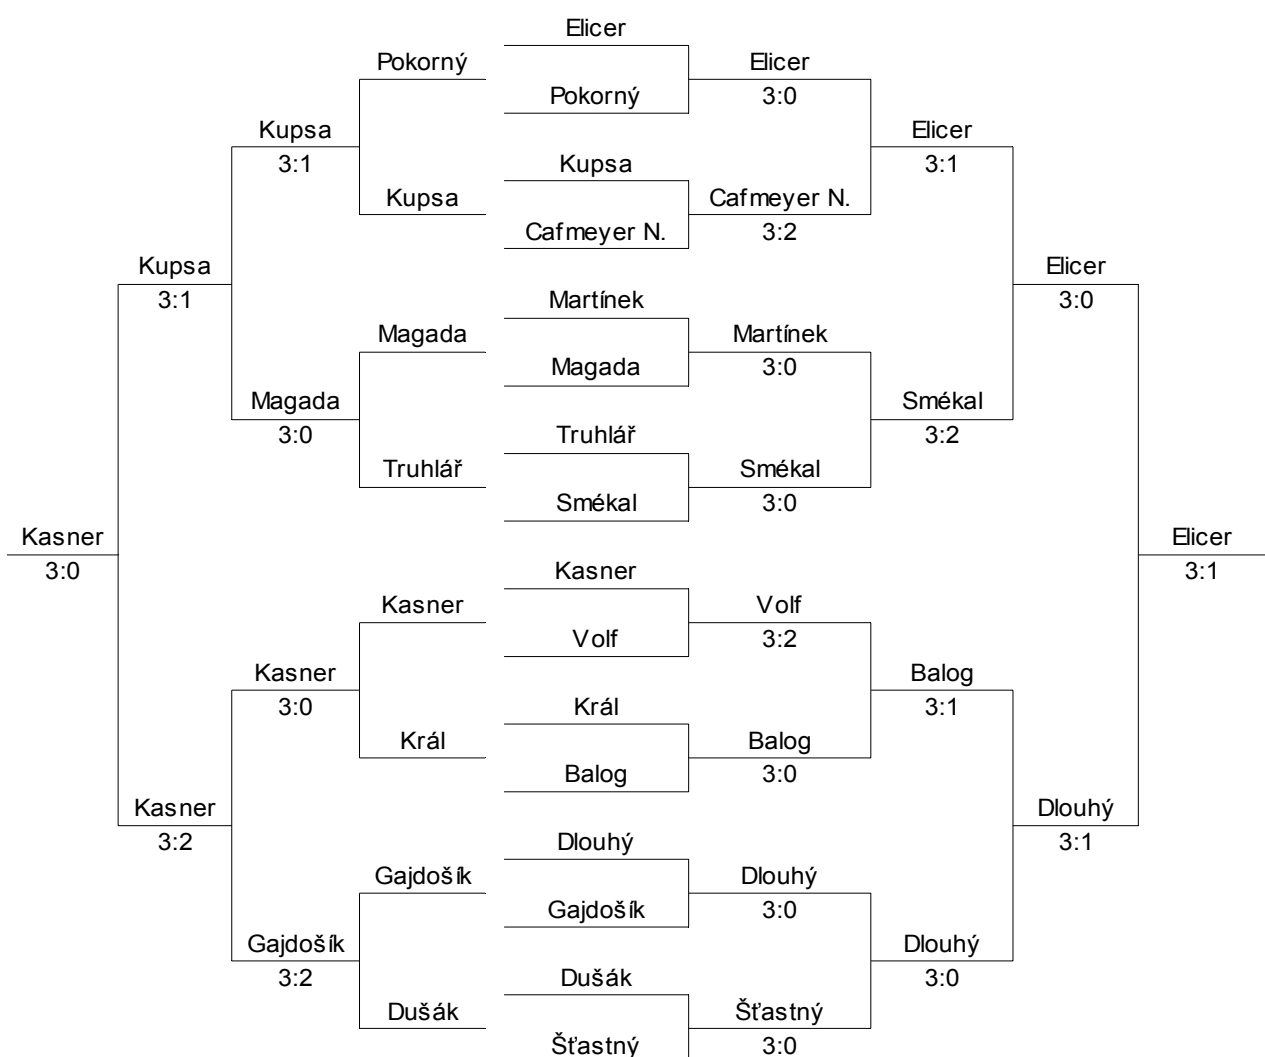 Elicer
Pokorný
Elicer
Pokorný
3:0
Kupsa
Elicer
3:1
Kupsa
3:1
Kupsa
Cafmeyer N.
Cafmeyer N.
3:2
Kupsa
Elicer
3:1
3:0
Martínek
Magada
Martínek
Magada
3:0
Magada
Smékal
3:0
Truhlář
3:2
Truhlář
Smékal
Smékal
3:0
Kasner
Elicer
3:0
3:1
Kasner
Kasner
Volf
Volf
3:2
Kasner
Balog
3:0
Král
3:1
Král
Balog
Balog
3:0
Kasner
Dlouhý
3:2
3:1
Dlouhý
Gajdošík
Dlouhý
Gajdošík
3:0
Gajdošík
Dlouhý
3:2
Dušák
3:0
Dušák
Šťastný
Šťastný
3:0